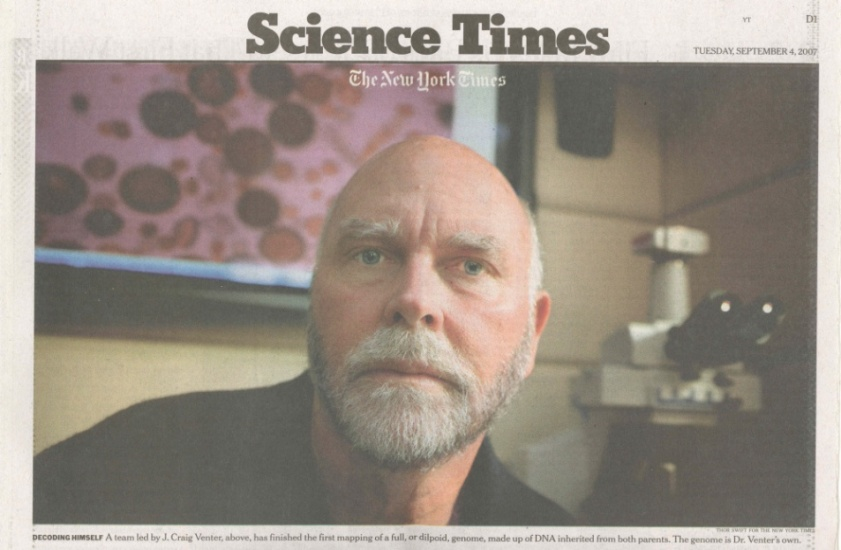 Science Times
VT
D1
TUESDAY, SEPTEMBER 4, 2007
The New York Times
THOR SWIFT FOR THE NEW YORK TIMES
DECODING HIMSELF A team led by J. Craig Venter, above, has finished the first mapping of a full, or dilpoid, genome, made up of DNA inherited from both parents. The genome is Dr. Venter's own.